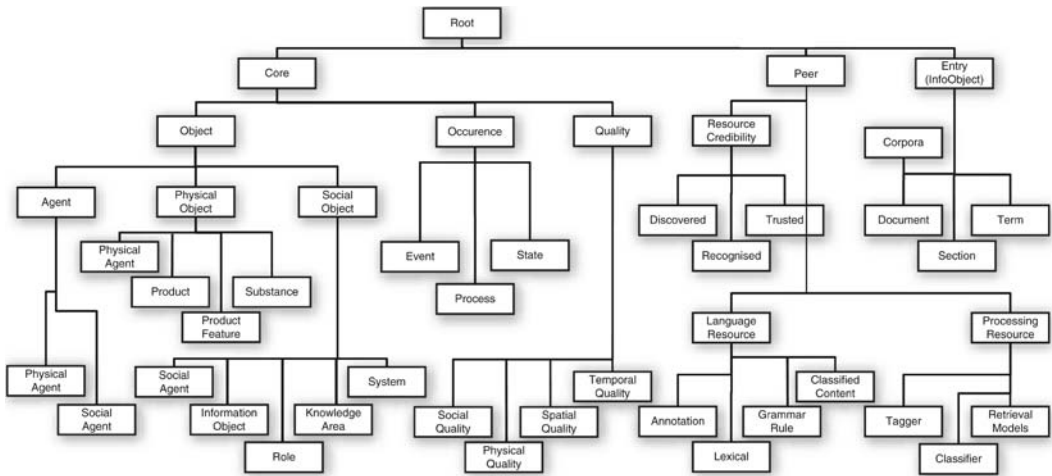 Root
Core
Peer
Entry
(InfoObject)
Object
Occurence
Quality
Resource
Credibility
Corpora
Agent
Physical
Object
Social
Object
Discovered
Trusted
Document
Term
Physical
Agent
Event
State
Recognised
Section
Product
Substance
Process
Product
Feature
Language
Resource
Processing
Resource
Physical
Agent
Social
Agent
System
Temporal
Quality
Classified
Content
Social
Agent
Information
Object
Knowledge
Area
Social
Quality
Spatial
Quality
Annotation
Grammar
Rule
Tagger
Retrieval
Models
Role
Physical
Quality
Lexical
Classifier